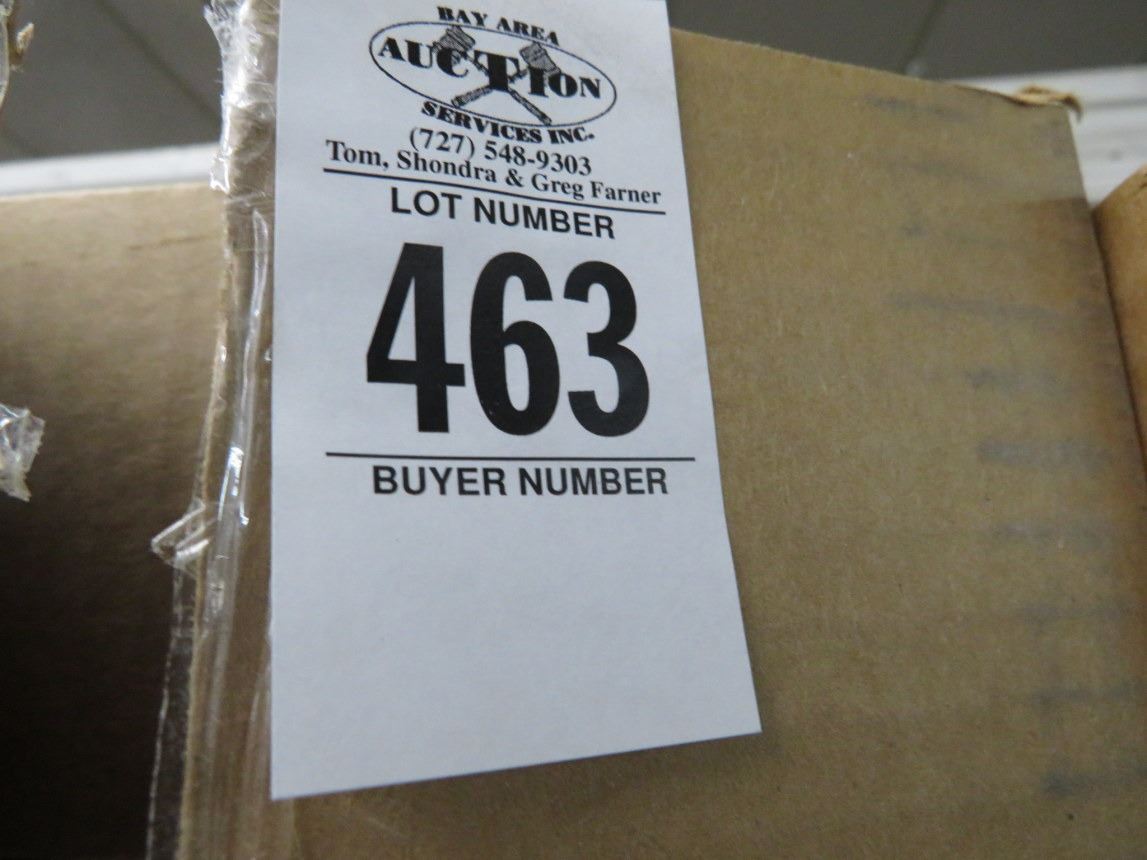 BAY AREA
AUCTION
SERVICES INC.
(727) 548-9303
Tom, Shondra & Greg Farner
LOT NUMBER
463
BUYER NUMBER